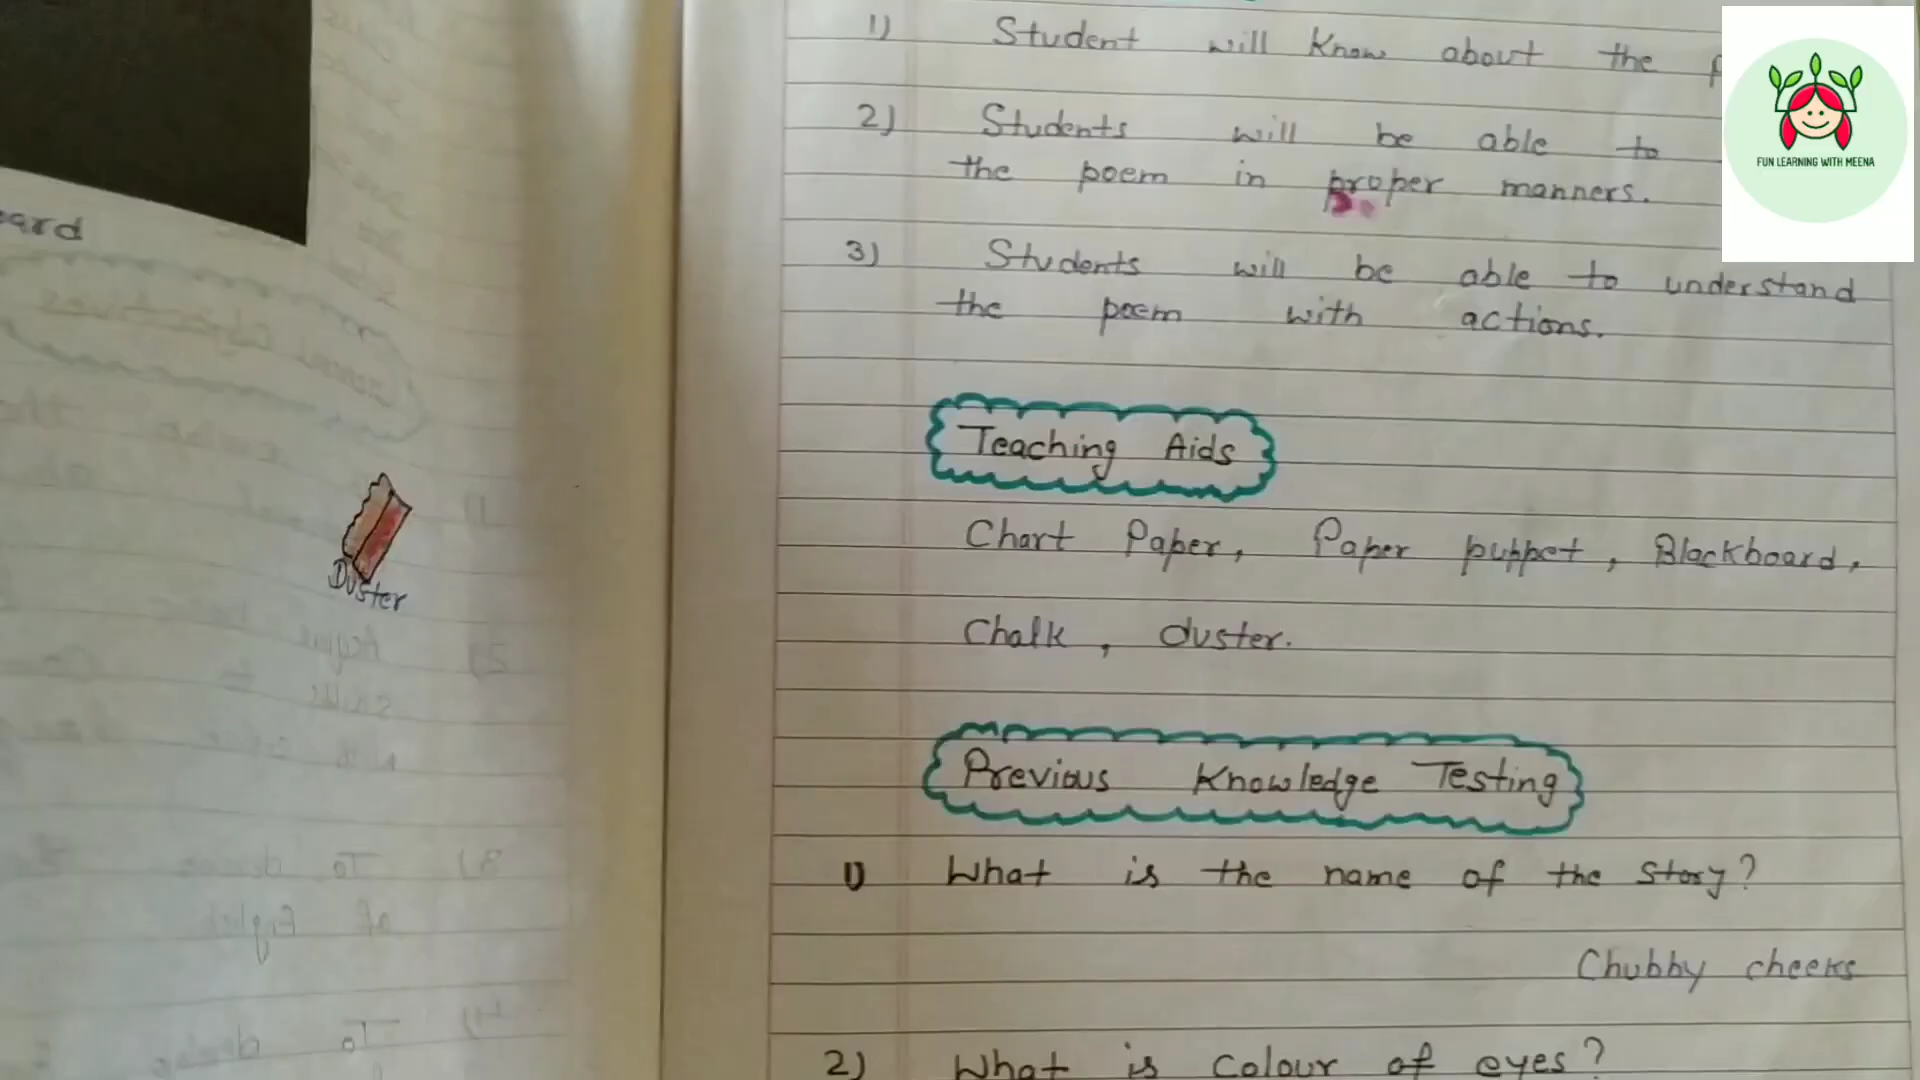 ard
Duster
1) Student will know about the
2) Students will be able to
the poem in proper manners.
3) Students will be able to understand
the poem with actions.
Teaching Aids
Chart Paper, Paper puppet, Blackboard,
Chalk, duster.
Previous Knowledge Testing
1) What is the name of the story?
Chubby cheeks
2) What is colour of eyes?
FUN LEARNING WITH MEENA